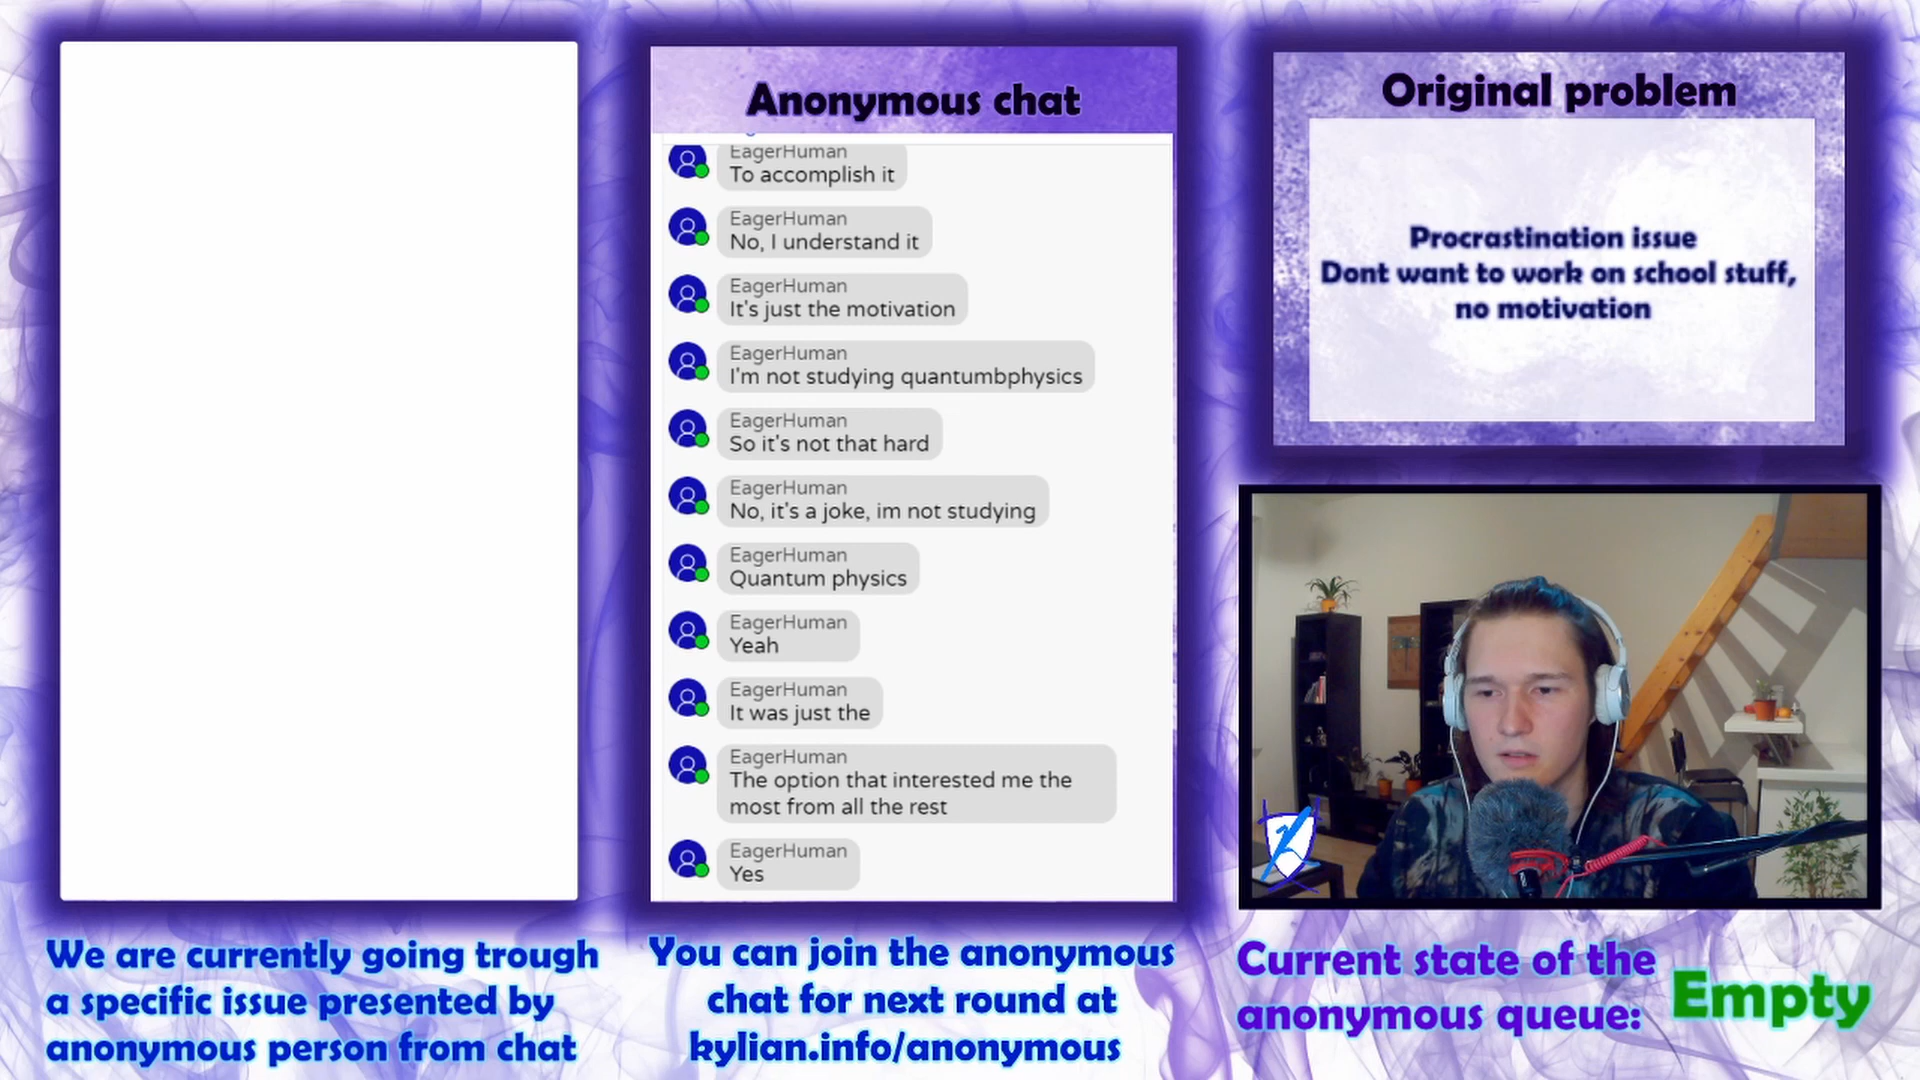 Anonymous chat
EagerHuman
To accomplish it
EagerHuman
No, I understand it
EagerHuman
It's just the motivation
EagerHuman
I'm not studying quantumbphysics
EagerHuman
So it's not that hard
EagerHuman
No, it's a joke, im not studying
EagerHuman
Quantum physics
EagerHuman
Yeah
EagerHuman
It was just the
EagerHuman
The option that interested me the
most from all the rest
EagerHuman
Yes
Original problem
Procrastination issue
Dont want to work on school stuff,
no motivation
We are currently going trough
a specific issue presented by
anonymous person from chat
You can join the anonymous
chat for next round at
kylian.info/anonymous
Current state of the
anonymous queue:
Empty